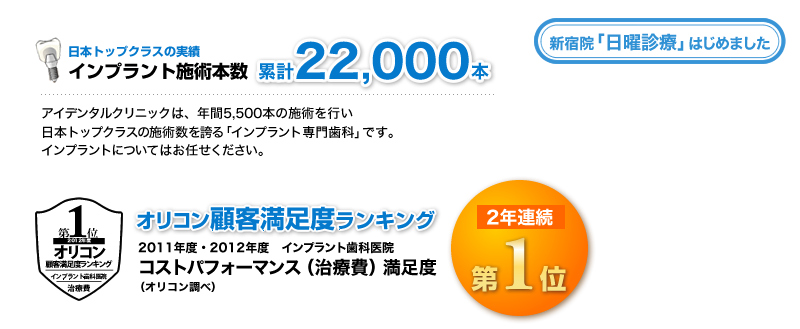 日本トップクラスの実績
インプラント施術本数 累計22,000本
新宿院「日曜診療」はじめました
アイデンタルクリニックは、年間5,500本の施術を行い
日本トップクラスの施術数を誇る「インプラント専門歯科」です。
インプラントについてはお任せください。
第1位
2012年度
オリコン
顧客満足度ランキング
インプラント歯科医院
治療費
オリコン顧客満足度ランキング
2011年度・2012年度 インプラント歯科医院
コストパフォーマンス（治療費）満足度
（オリコン調べ）
2年連続
第1位